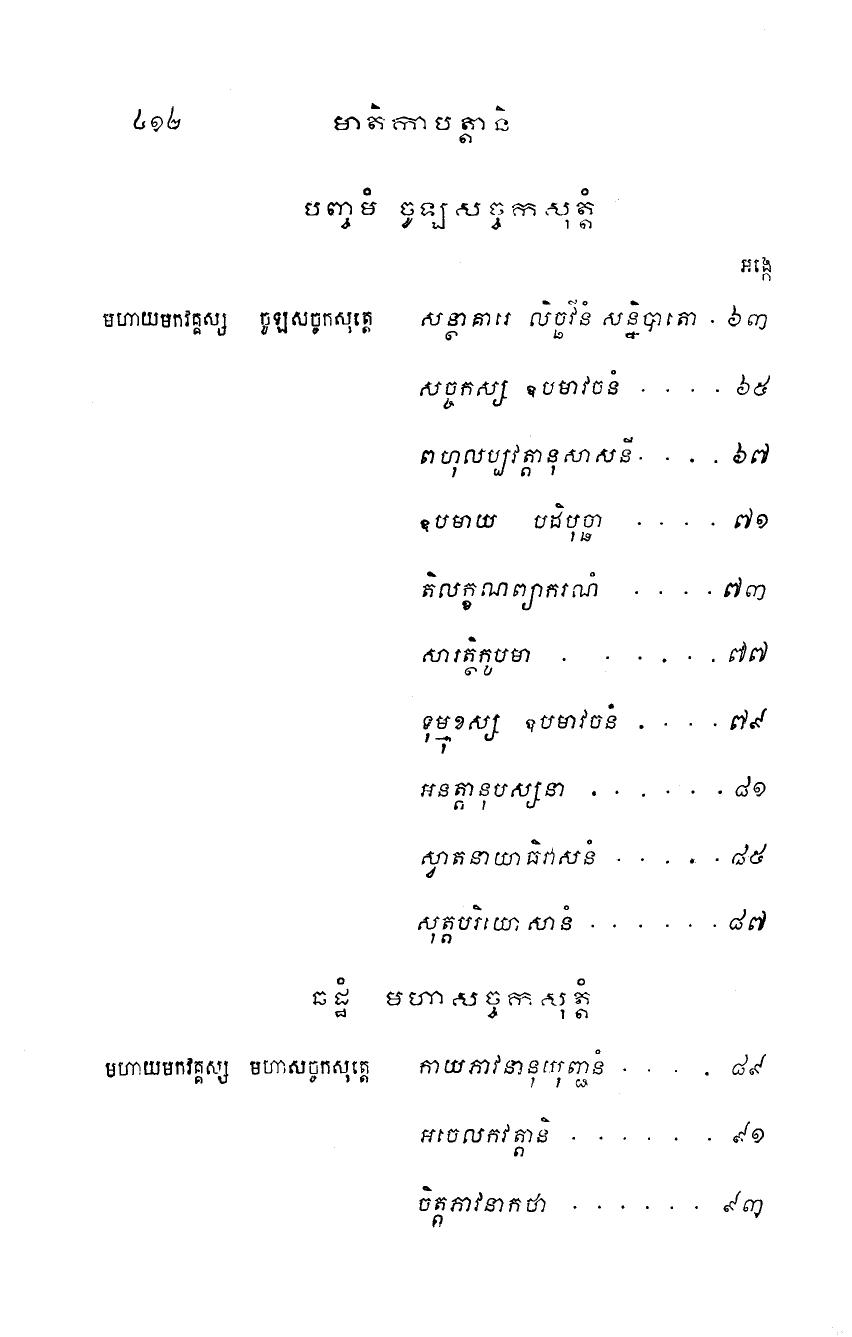 ៤១២ មាតិកាបត្តានិ
បញ្ចមំ ចូឡសច្ចកសុត្តំ
អង្កេ
មហាយមកវគ្គស្ស ចូឡសច្ចកសុត្តេ សន្ថាគារេ លិច្ឆវីនំ សន្និបាតោ . ៦៣
សច្ចកស្ស ឧបមាវចនំ . . . . ៦៥
ពហុលប្បវត្តានុសាសនី . . . . ៦៧
ឧបមាយ បដិបុច្ឆា . . . . ៧១
តិលក្ខណព្យាករណំ . . . . ៧៣
សារត្ថិកូបមា . . . . . . ៧៧
ទុម្មុខស្ស ឧបមាវចនំ . . . . ៧៩
អនត្តានុបស្សនា . . . . . . ៨១
ស្វាតនាយាធិវាសនំ . . . . . ៨៥
សុត្តបរិយោសានំ . . . . . . ៨៧
ឆដ្ឋំ មហាសច្ចកសុត្តំ
មហាយមកវគ្គស្ស មហាសច្ចកសុត្តេ កាយភាវនានុយុញ្ជនំ . . . . ៨៩
អចេលកវត្តានិ . . . . . . ៩១
ចិត្តភាវនាកថា . . . . . . ៩៣